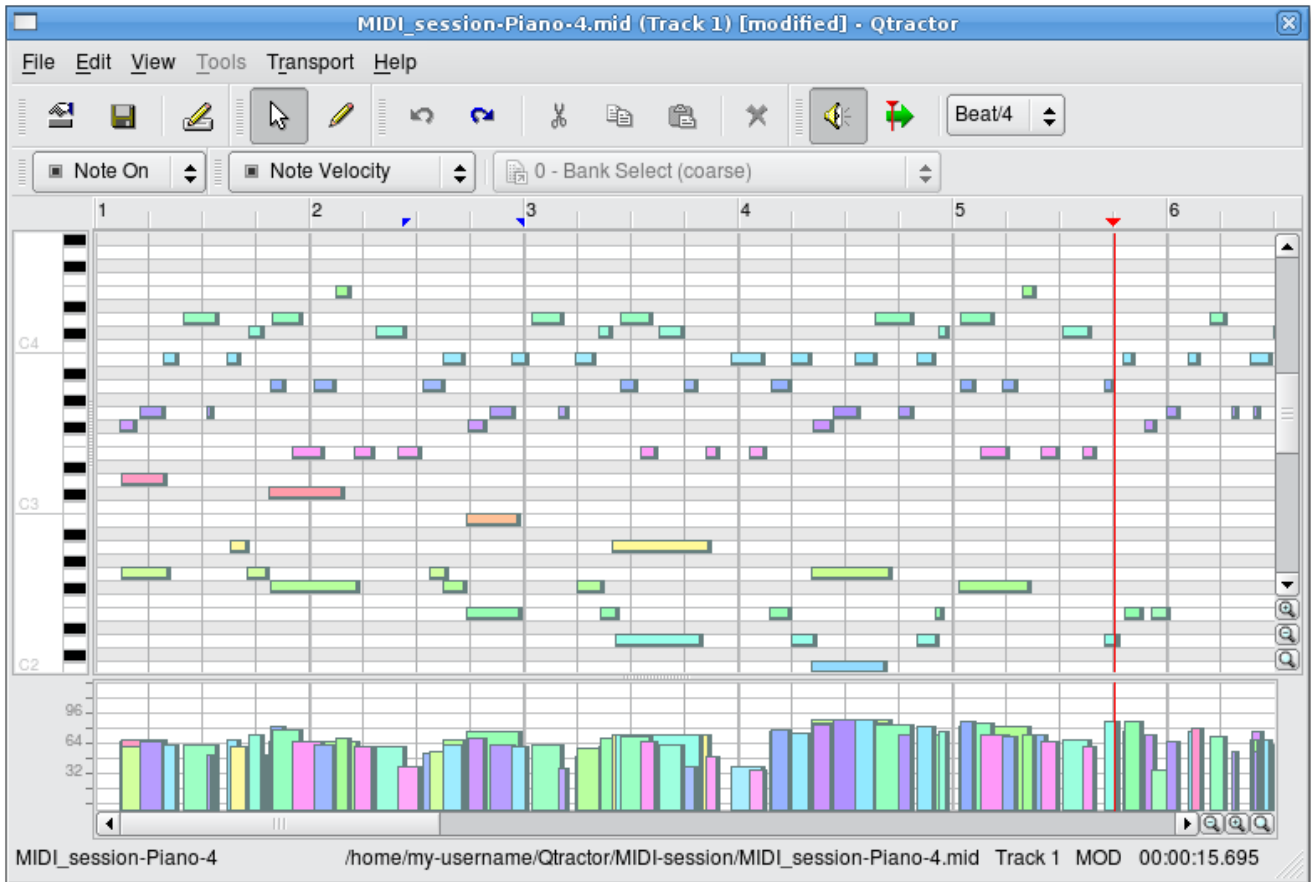 MIDI_session-Piano-4.mid (Track 1) [modified] - Qtractor
File Edit View Tools Transport Help
Beat/4
Note On Note Velocity 0 - Bank Select (coarse)
1 2 3 4 5 6
C4
C3
C2
96
64
32
MIDI_session-Piano-4 /home/my-username/Qtractor/MIDI-session/MIDI_session-Piano-4.mid Track 1 MOD 00:00:15.695